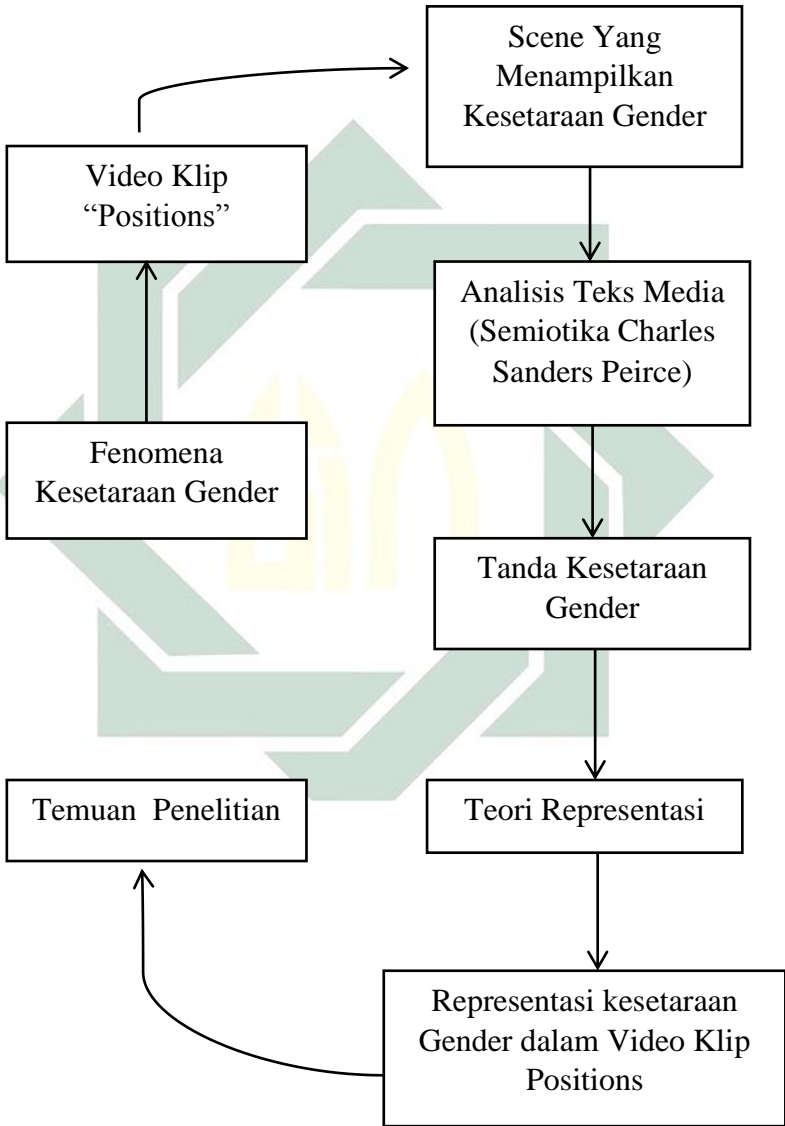 Scene Yang
Menampilkan
Kesetaraan Gender
Video Klip
“Positions”
Analisis Teks Media
(Semiotika Charles
Sanders Peirce)
Fenomena
Kesetaraan Gender
Tanda Kesetaraan
Gender
Temuan Penelitian
Teori Representasi
Representasi kesetaraan
Gender dalam Video Klip
Positions